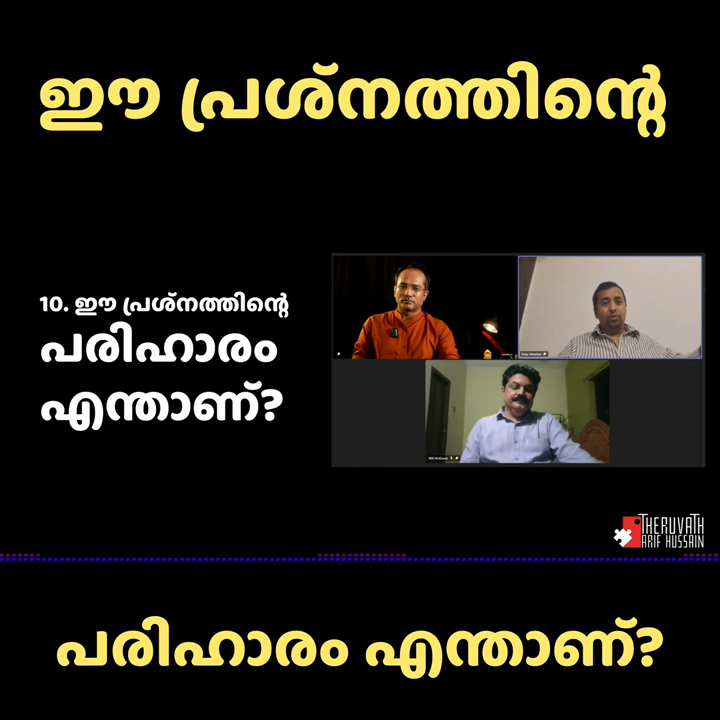 ഈ പ്രശ്നത്തിന്റെ
10. ഈ പ്രശ്നത്തിന്റെ
പരിഹാരം
എന്താണ്?
THERUVATH
ARIF HUSSAIN
പരിഹാരം എന്താണ്?